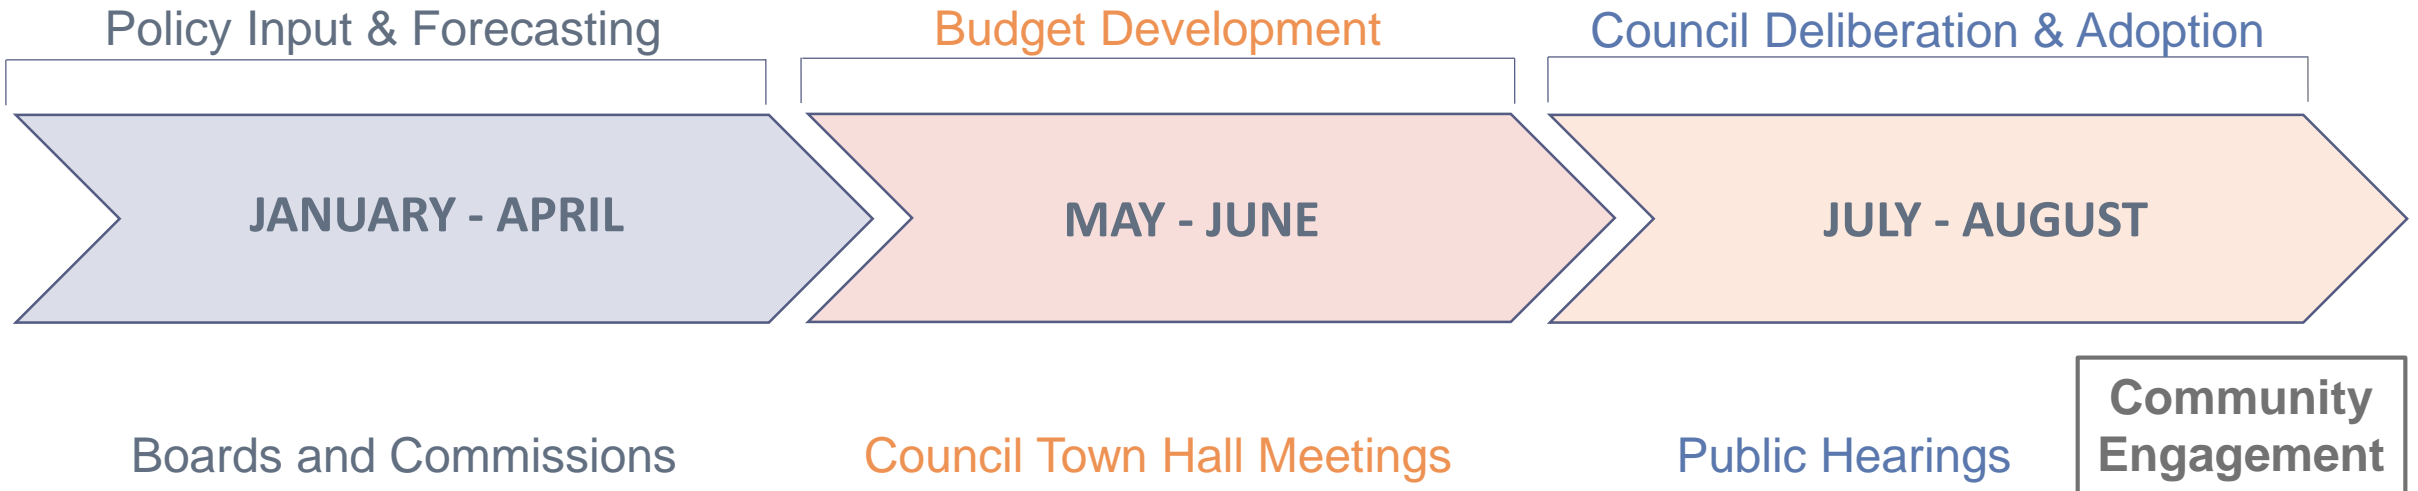 Policy Input & Forecasting
Budget Development
Council Deliberation & Adoption
JANUARY - APRIL
MAY - JUNE
JULY - AUGUST
Boards and Commissions
Council Town Hall Meetings
Public Hearings
Community
Engagement